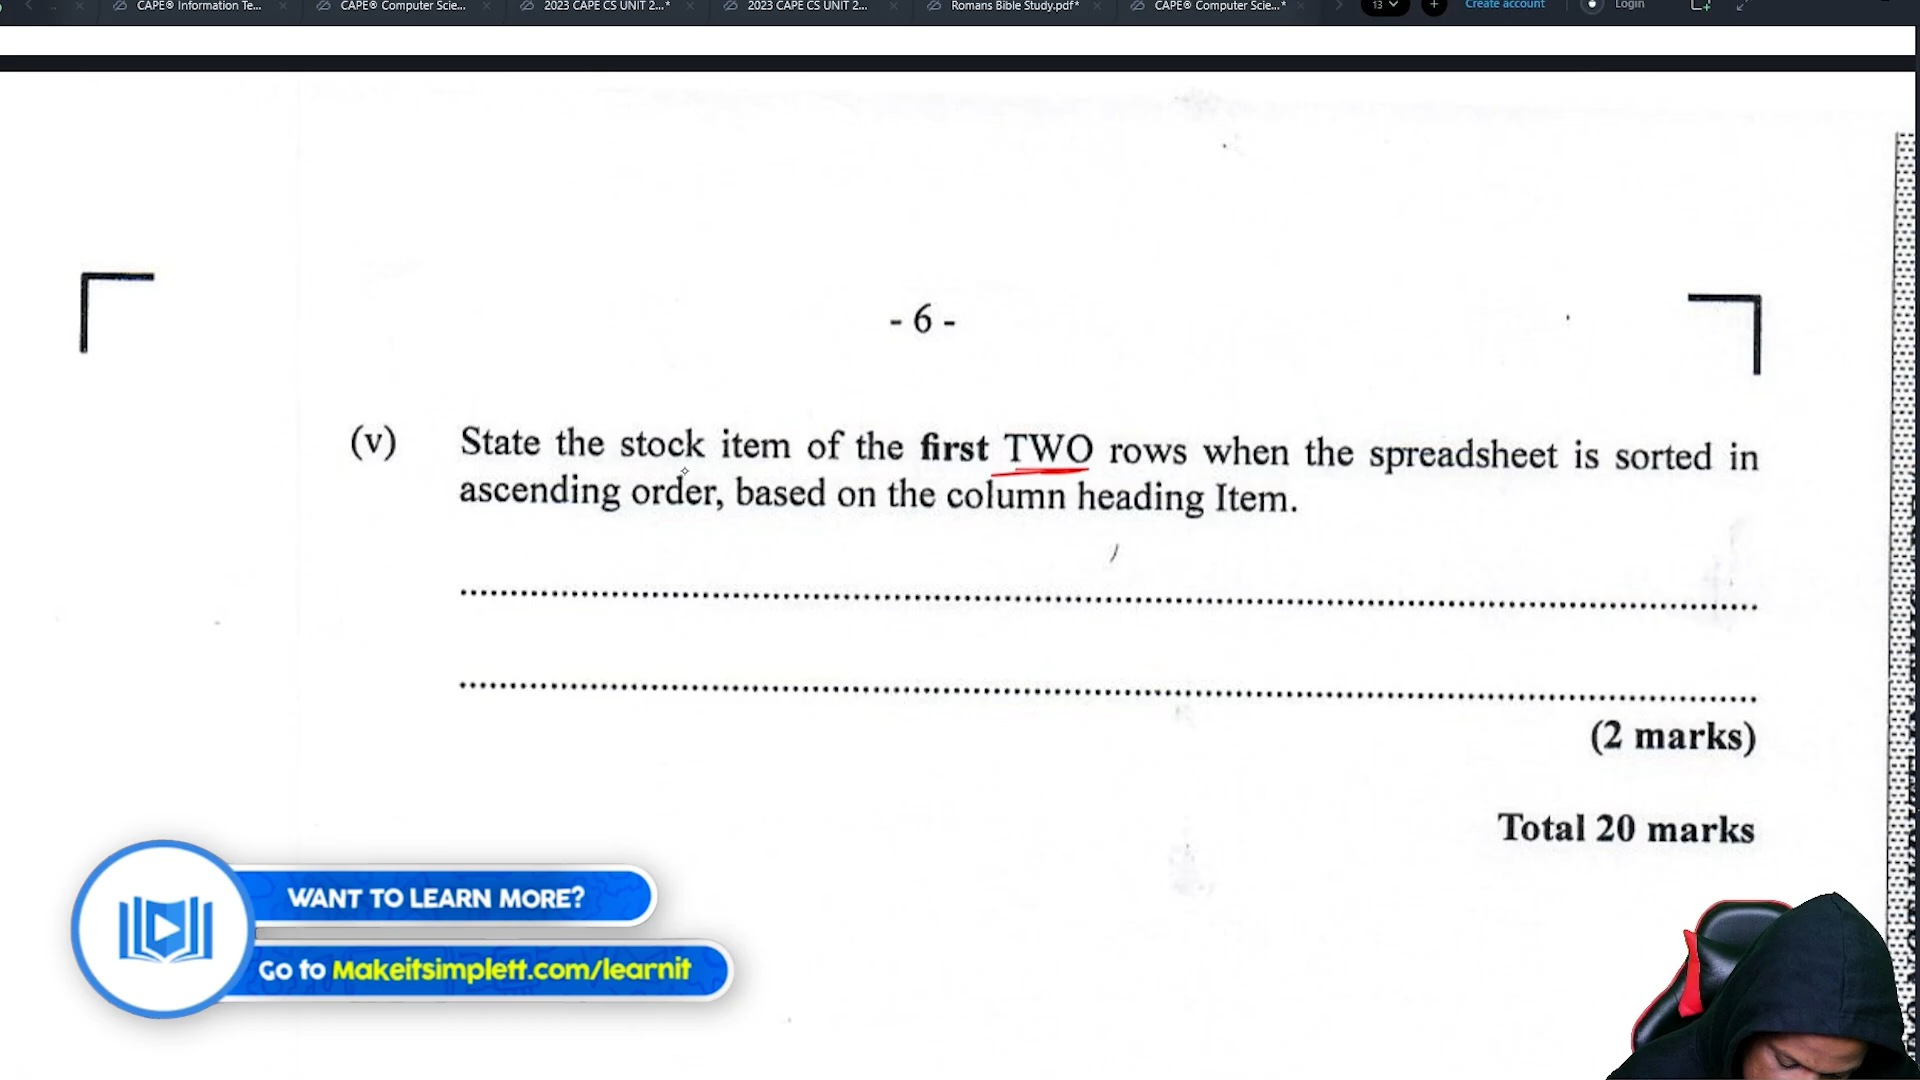 CAPE® Information Te...
CAPE® Computer Scie...
2023 CAPE CS UNIT 2...*
2023 CAPE CS UNIT 2...
Romans Bible Study.pdf*
CAPE® Computer Scie...*
13
+
Create account
Login
- 6 -
(v) State the stock item of the first TWO rows when the spreadsheet is sorted in
ascending order, based on the column heading Item.
(2 marks)
Total 20 marks
WANT TO LEARN MORE?
Go to Makeitsimplett.com/learnit